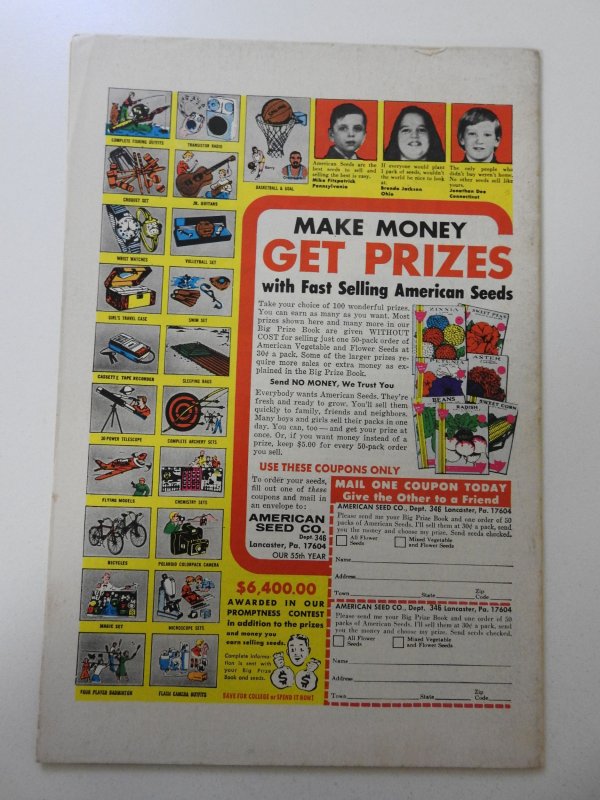 COMPLETE FISHING OUTFITS
TRANSISTOR RADIO
BASKETBALL & GOAL
Barry
American Seeds are the
best seeds to sell and
selling the best is easy.
Mike Fitzpatrick
Pennsylvania
If everyone would plant
1 pack of seeds, wouldn't
the world be nice to look
at.
Brenda Jackson
Ohio
The only people who
didn't buy weren't home.
No other seeds sell like
yours.
Jonathan Dee
Connecticut
CROQUET SET
JR. GUITARS
WRIST WATCHES
VOLLEYBALL SET
GIRL'S TRAVEL CASE
SWIM SET
CASSETTE TAPE RECORDER
SLEEPING BAGS
30-POWER TELESCOPE
COMPLETE ARCHERY SETS
FLYING MODELS
CHEMISTRY SETS
BICYCLES
POLAROID COLORPACK CAMERA
MAGIC SET
MICROSCOPE SETS
FOUR PLAYER BADMINTON
FLASH CAMERA OUTFITS
MAKE MONEY
GET PRIZES
with Fast Selling American Seeds
Take your choice of 100 wonderful prizes.
You can earn as many as you want. Most
prizes shown here and many more in our
Big Prize Book are given WITHOUT
COST for selling just one 50-pack order of
American Vegetable and Flower Seeds at
30¢ a pack. Some of the larger prizes re-
quire more sales or extra money as ex-
plained in the Big Prize Book.
Send NO MONEY, We Trust You
Everybody wants American Seeds. They're
fresh and ready to grow. You'll sell them
quickly to family, friends and neighbors.
Many boys and girls sell their packs in one
day. You can, too — and get your prize at
once. Or, if you want money instead of a
prize, keep $5.00 for every 50-pack order
you sell.
ZINNIA
SWEET PEAS
ASTER
BEANS
RADISH
SWEET CORN
USE THESE COUPONS ONLY
To order your seeds,
fill out one of these
coupons and mail in
an envelope to:
AMERICAN
SEED CO.
Dept. 346
Lancaster, Pa. 17604
OUR 55th YEAR
$6,400.00
AWARDED IN OUR
PROMPTNESS CONTEST
in addition to the prizes
and money you
earn selling seeds.
Complete informa-
tion is sent with
your Big Prize
Book and seeds.
$
$
SAVE FOR COLLEGE or SPEND IT NOW!
MAIL ONE COUPON TODAY
Give the Other to a Friend
AMERICAN SEED CO., Dept. 346 Lancaster, Pa. 17604
Please send me your Big Prize Book and one order of 50
packs of American Seeds. I'll sell them at 30¢ a pack, send
you the money and choose my prize. Send seeds checked.
All Flower
Seeds
Mixed Vegetable
and Flower Seeds
Name
Address
Town State Zip
Code
AMERICAN SEED CO., Dept. 346 Lancaster, Pa. 17604
Please send me your Big Prize Book and one order of 50
packs of American Seeds. I'll sell them at 30¢ a pack, send
you the money and choose my prize. Send seeds checked.
All Flower
Seeds
Mixed Vegetable
and Flower Seeds
Name
Address
Town State Zip
Code